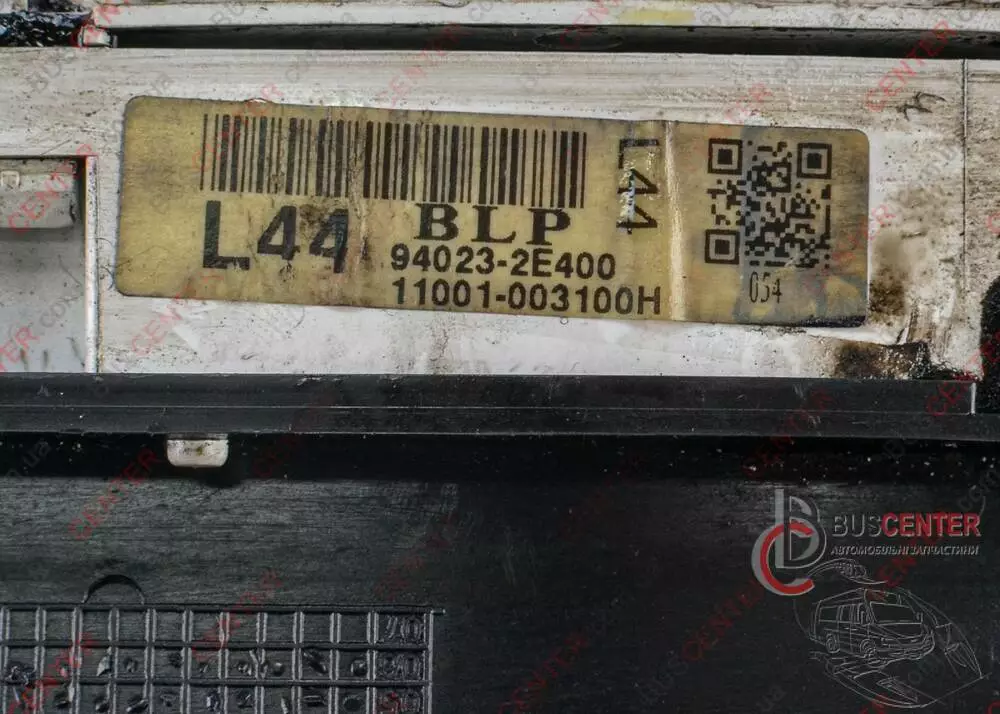 L44
BLP
94023-2E400
11001-003100H
L44
054
BUSCENTER
АВТОМОБІЛЬНІ ЗАПЧАСТИНИ